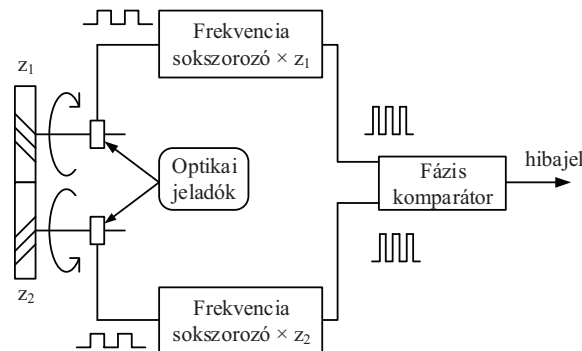 Frekvencia
sokszorozó × z₁
z₁
Optikai
jeladók
Fázis
komparátor
hibajel
z₂
Frekvencia
sokszorozó × z₂